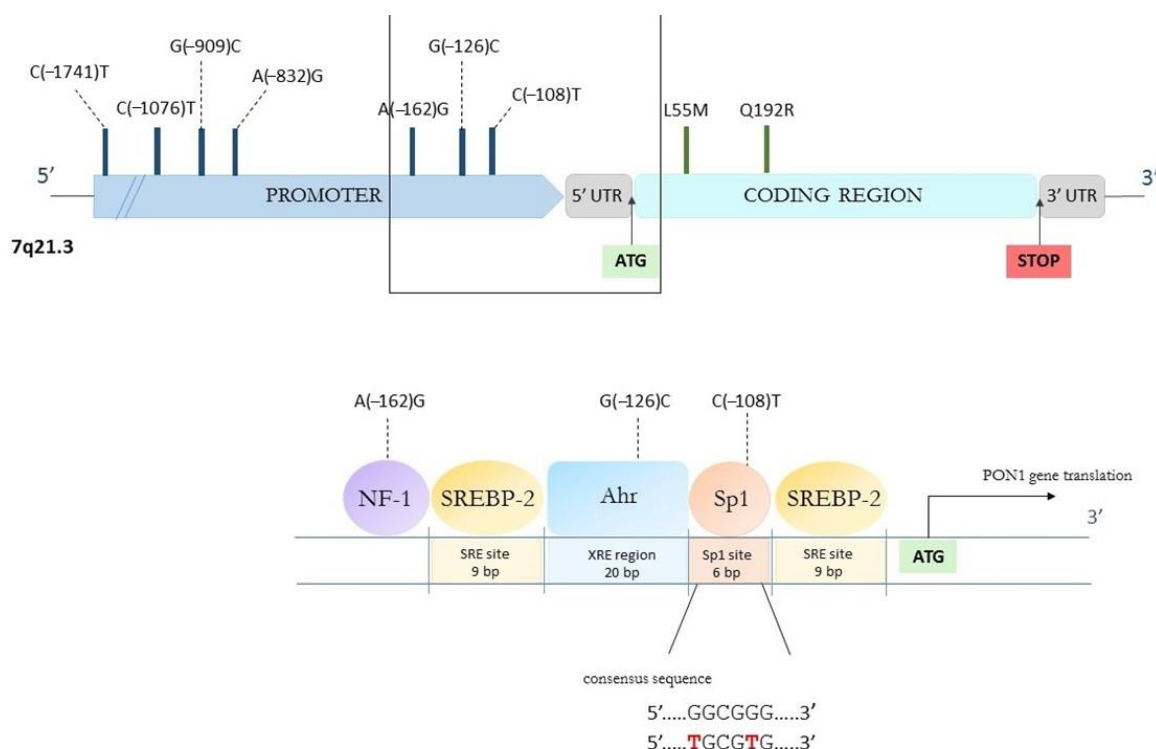 G(–909)C
G(–126)C
C(–1741)T
A(–832)G
C(–1076)T
A(–162)G
C(–108)T
L55M
Q192R
5’
PROMOTER
5’ UTR
CODING REGION
3’ UTR
3’
7q21.3
ATG
STOP
A(–162)G
G(–126)C
C(–108)T
NF-1
SREBP-2
Ahr
Sp1
SREBP-2
PON1 gene translation
3’
SRE site
9 bp
XRE region
20 bp
Sp1 site
6 bp
SRE site
9 bp
ATG
consensus sequence
5’.....GGCGGG.....3’
5’.....TGCGTG.....3’